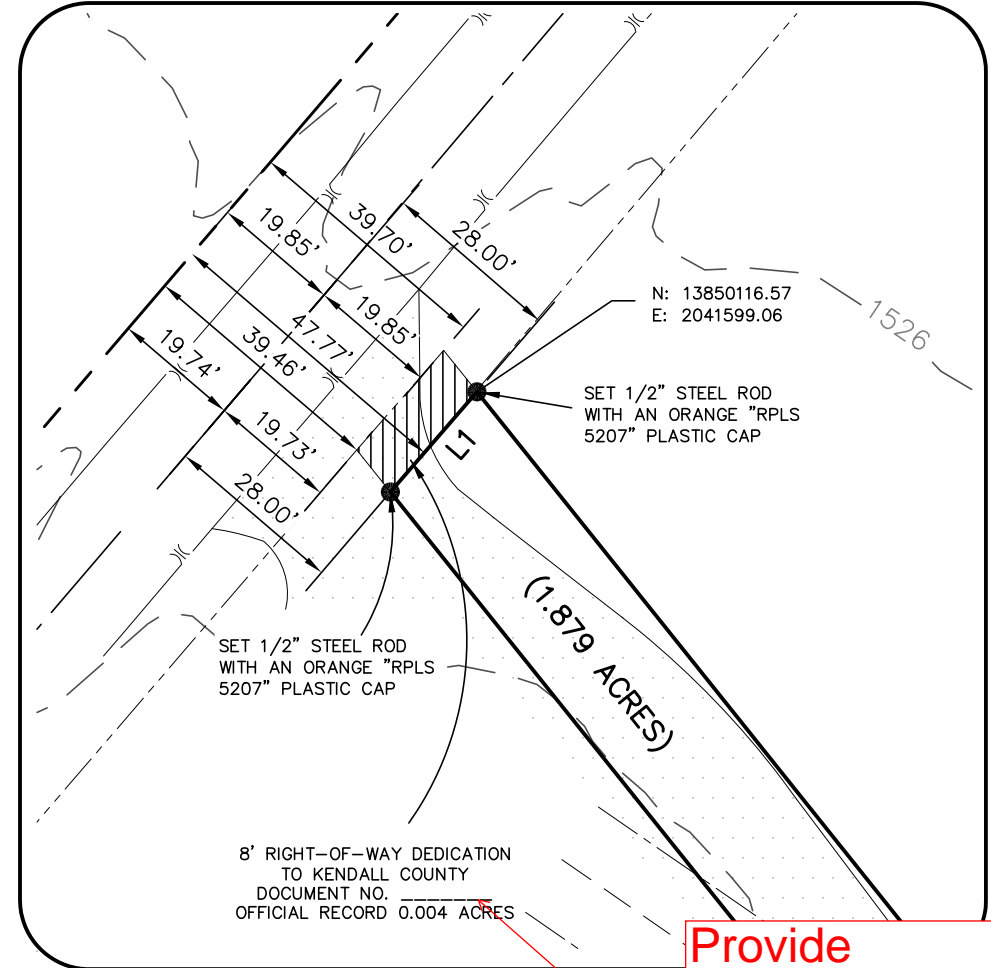 39.70'
28.00'
19.85'
19.85'
47.77'
39.46'
19.74'
19.73'
28.00'
N: 13850116.57
E: 2041599.06
1526
SET 1/2" STEEL ROD
WITH AN ORANGE "RPLS
5207" PLASTIC CAP
L1
(1.879 ACRES)
SET 1/2" STEEL ROD
WITH AN ORANGE "RPLS
5207" PLASTIC CAP
8' RIGHT-OF-WAY DEDICATION
TO KENDALL COUNTY
DOCUMENT NO. ________
OFFICIAL RECORD 0.004 ACRES
Provide